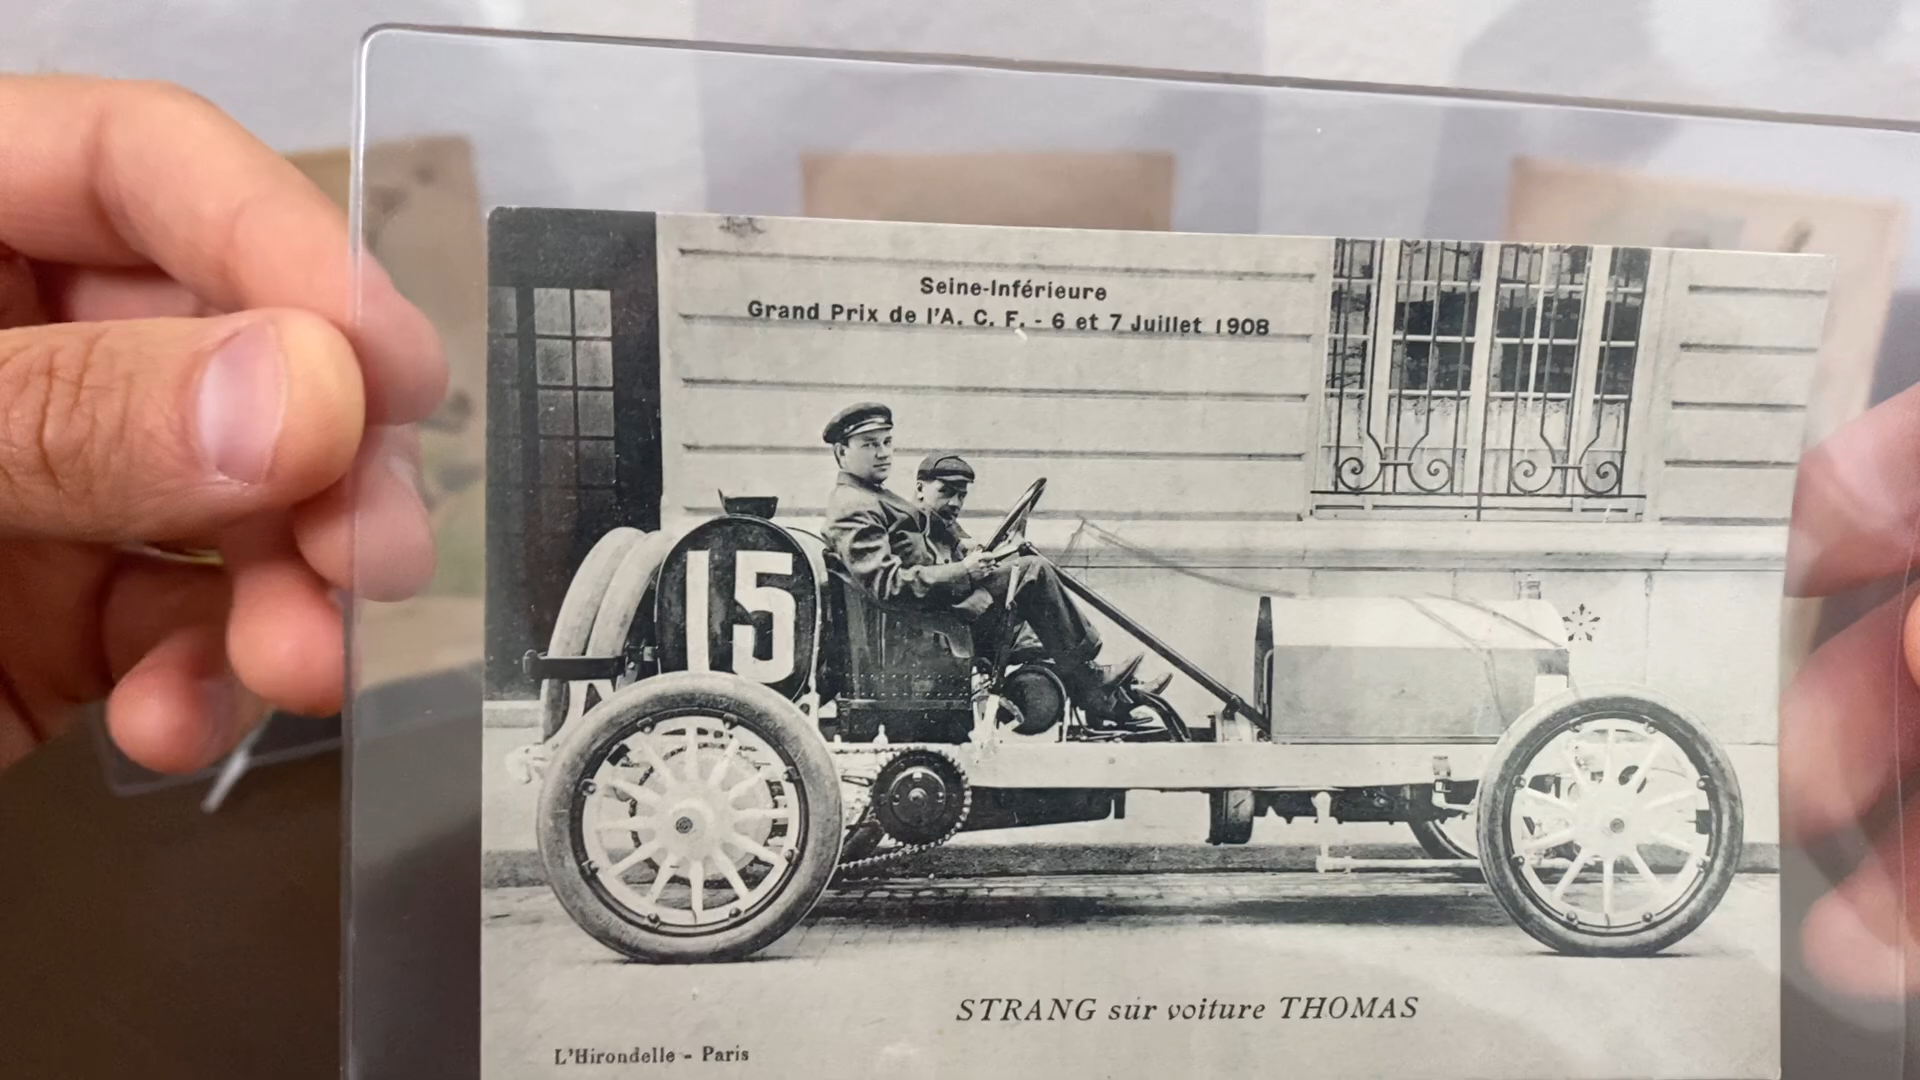 Seine-Inférieure
Grand Prix de l'A. C. F. - 6 et 7 Juillet 1908
15
STRANG sur voiture THOMAS
L'Hirondelle - Paris